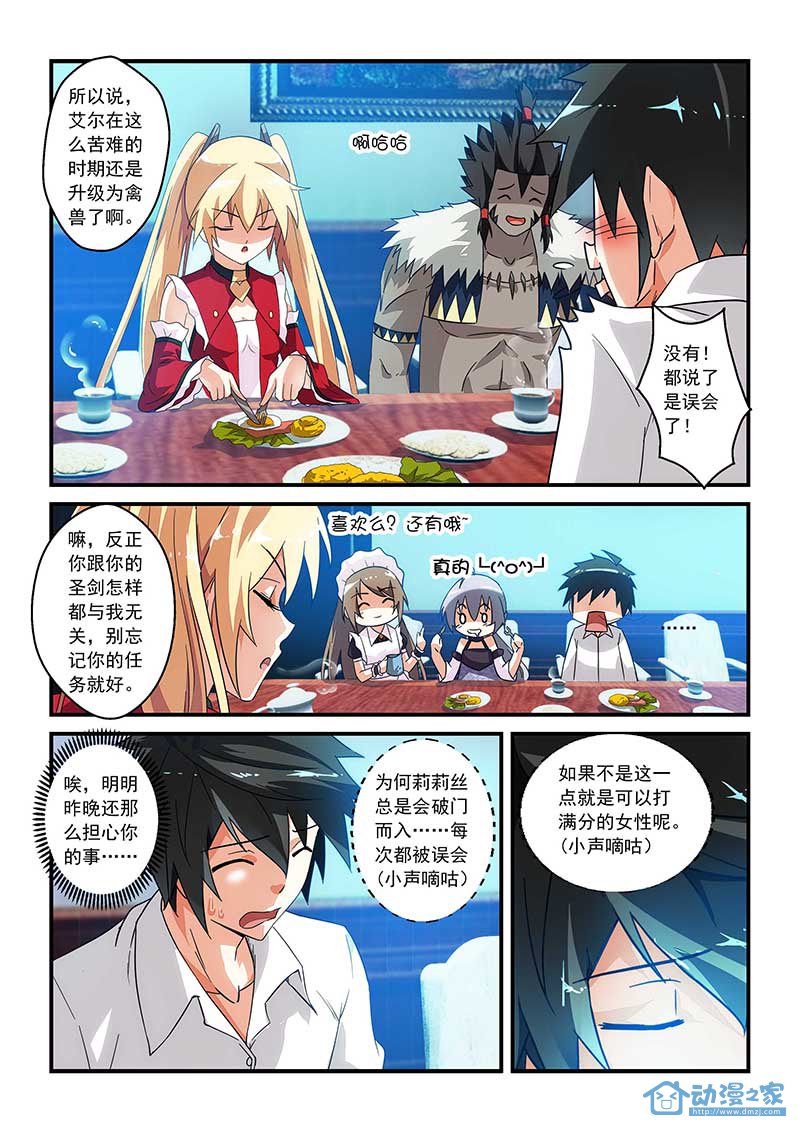 所以说，
艾尔在这
么苦难的
时期还是
升级为禽
兽了啊。
啊哈哈
没有！
都说了
是误会
了！
嘛，反正
你跟你的
圣剑怎样
都与我无
关，别忘
记你的任
务就好。
喜欢么？还有哦~
真的┗(^o^)┛
……
唉，明明
昨晚还那
么担心你
的事……
为何莉莉丝
总是会破门
而入……每
次都被误会
（小声嘀咕）
如果不是这一
点就是可以打
满分的女性呢。
（小声嘀咕）
动漫之家
http://www.dmzj.com